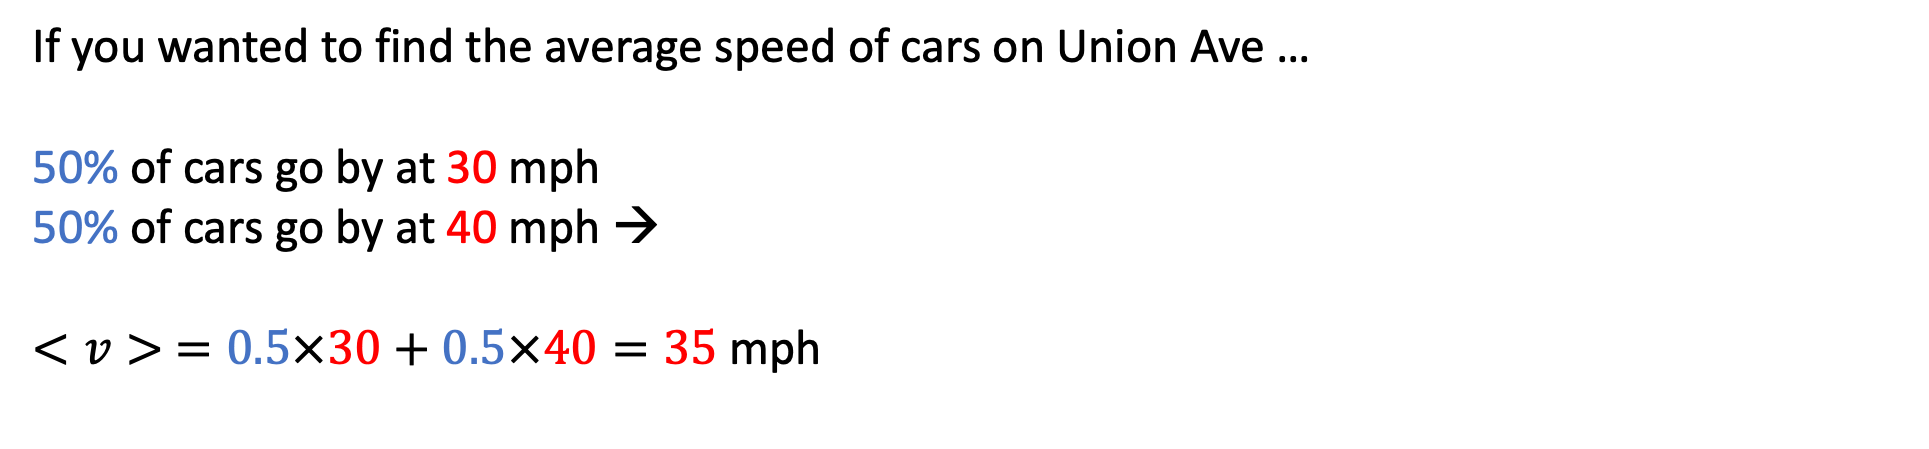 If you wanted to find the average speed of cars on Union Ave ...
50% of cars go by at 30 mph
50% of cars go by at 40 mph →
< v > = 0.5×30 + 0.5×40 = 35 mph